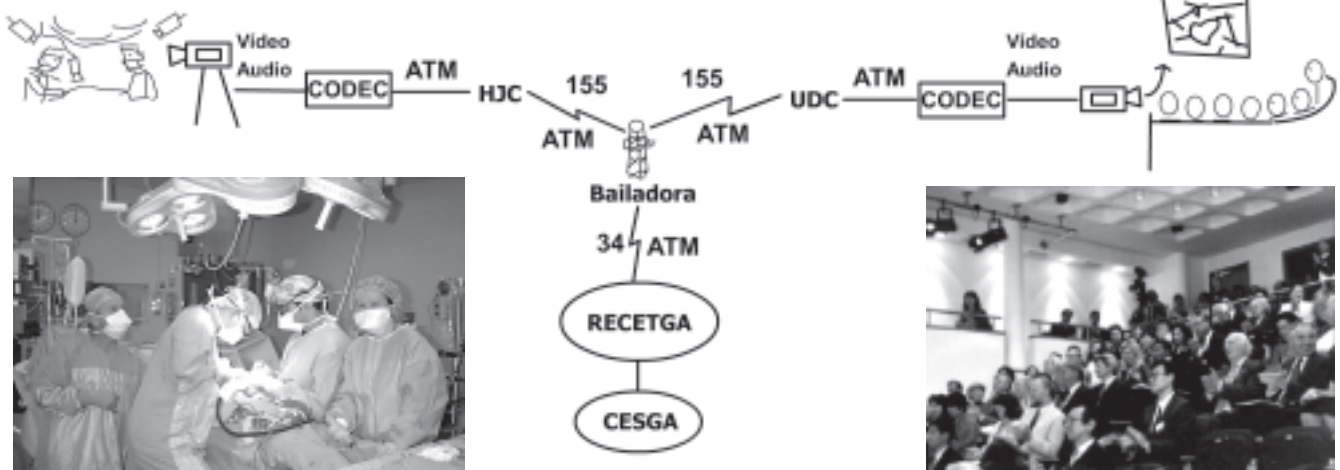 Video
Audio
CODEC
ATM
HJC
155
ATM
155
ATM
UDC
ATM
CODEC
Video
Audio
Bailadora
34
ATM
RECETGA
CESGA